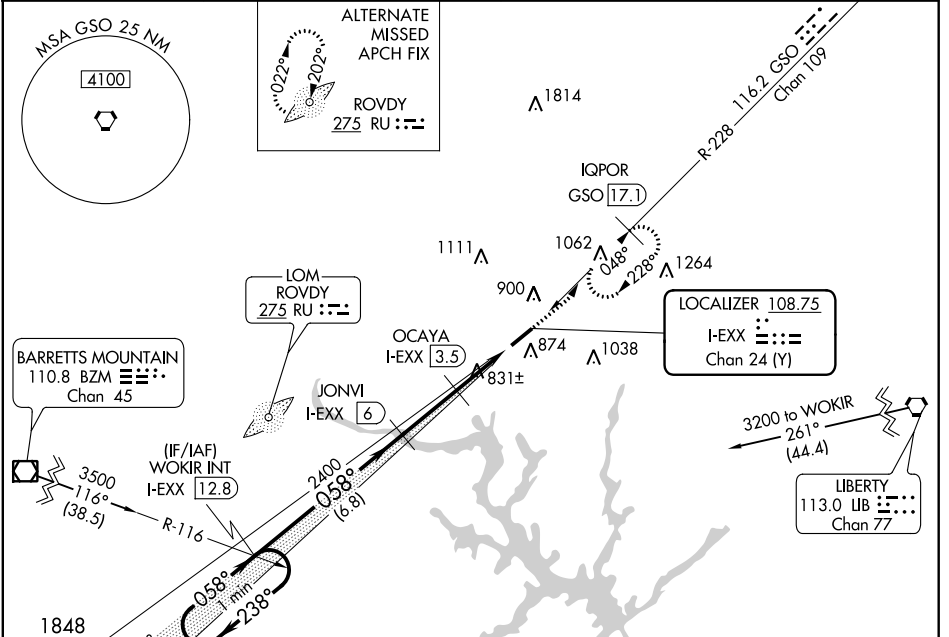 MSA GSO 25 NM
4100
ALTERNATE
MISSED
APCH FIX
022°
202°
ROVDY
275 RU
116.2 GSO
Chan 109
R-228
1814
IQPOR
GSO 17.1
1111
1062
048°
228°
1264
900
LOM
ROVDY
275 RU
LOCALIZER 108.75
I-EXX
Chan 24 (Y)
OCAYA
I-EXX 3.5
874
1038
831±
BARRETTS MOUNTAIN
110.8 BZM
Chan 45
JONVI
I-EXX 6
3200 to WOKIR
261°
(44.4)
(IF/IAF)
WOKIR INT
I-EXX 12.8
2400
058°
(6.8)
3500
116°
(38.5)
R-116
LIBERTY
113.0 LIB
Chan 77
058°
1 min
238°
1848